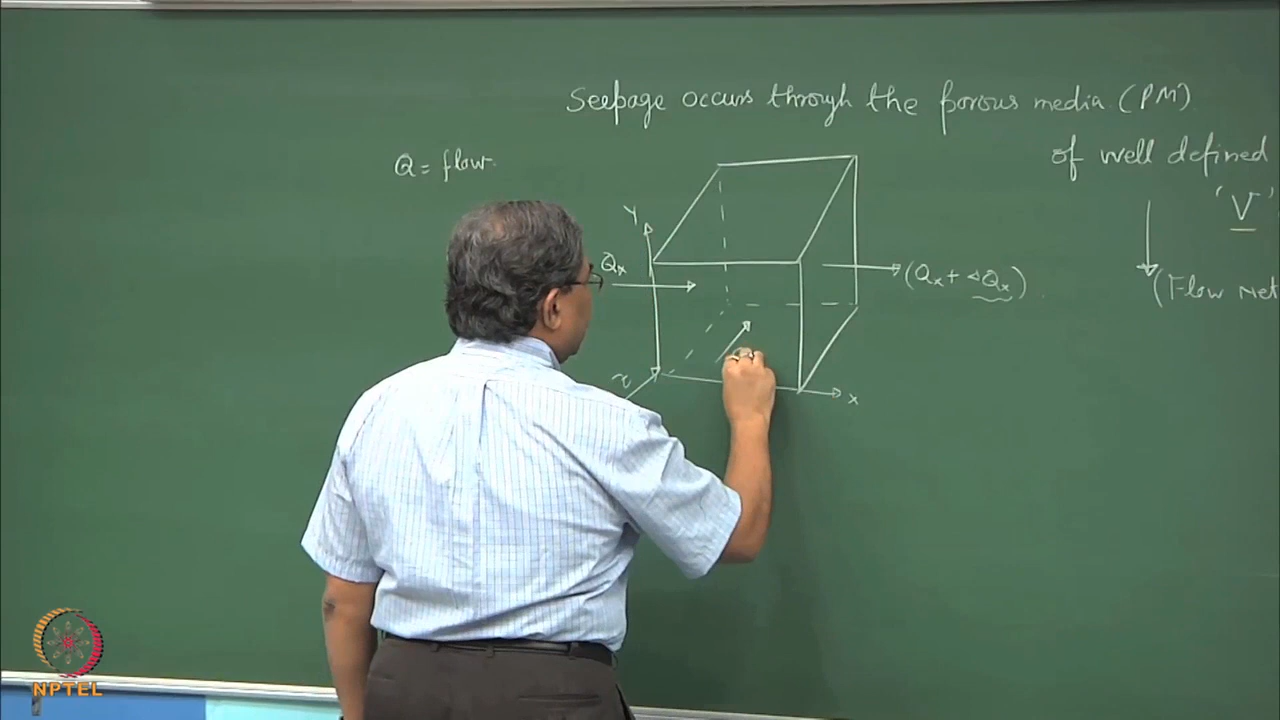 Seepage occurs through the porous media (PM)
of well defined
'V'
(Flow Net
Q = flow.
Y
Qx
(Qx + ΔQx)
z
x
NPTEL